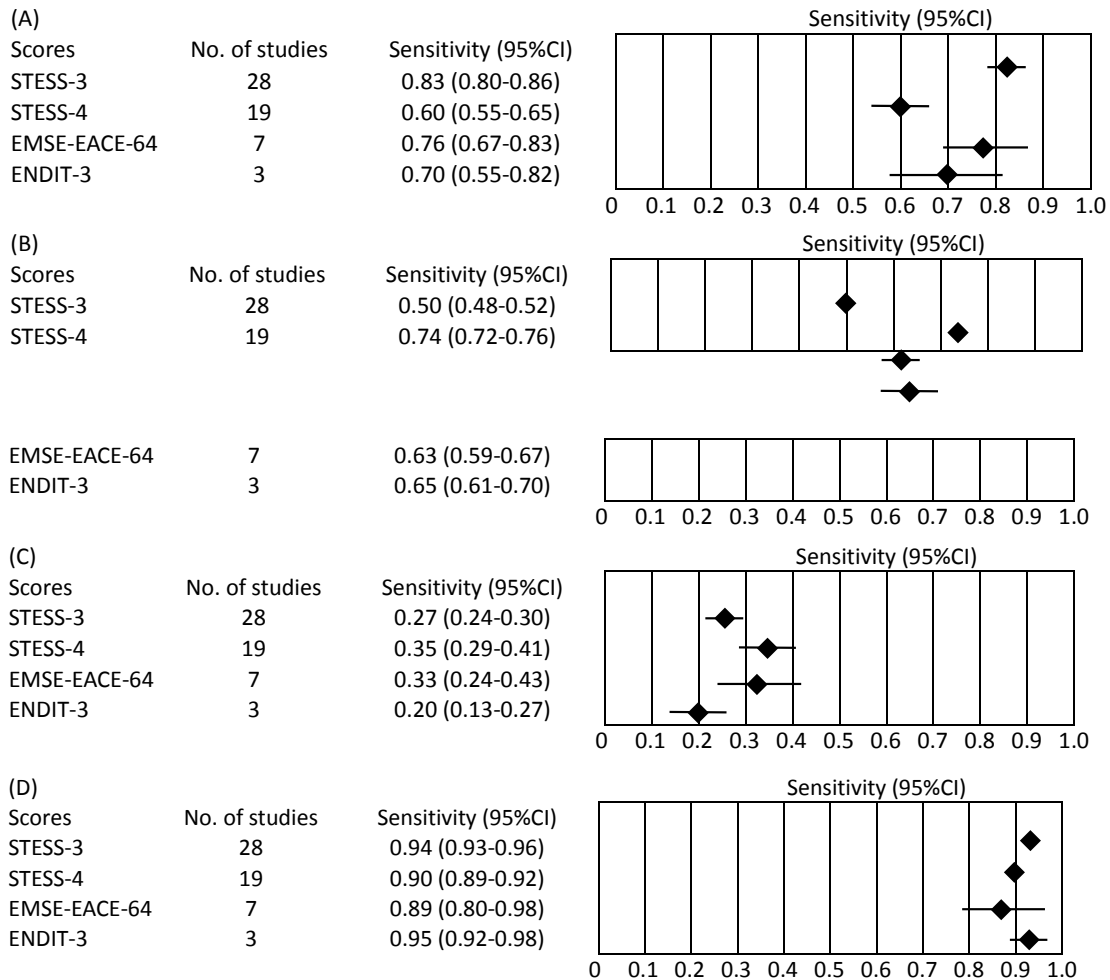 (A) Sensitivity (95%CI)
Scores No. of studies Sensitivity (95%CI)
STESS-3 28 0.83 (0.80-0.86)
STESS-4 19 0.60 (0.55-0.65)
EMSE-EACE-64 7 0.76 (0.67-0.83)
ENDIT-3 3 0.70 (0.55-0.82)
0 0.1 0.2 0.3 0.4 0.5 0.6 0.7 0.8 0.9 1.0
(B) Sensitivity (95%CI)
Scores No. of studies Sensitivity (95%CI)
STESS-3 28 0.50 (0.48-0.52)
STESS-4 19 0.74 (0.72-0.76)
EMSE-EACE-64 7 0.63 (0.59-0.67)
ENDIT-3 3 0.65 (0.61-0.70)
0 0.1 0.2 0.3 0.4 0.5 0.6 0.7 0.8 0.9 1.0
(C) Sensitivity (95%CI)
Scores No. of studies Sensitivity (95%CI)
STESS-3 28 0.27 (0.24-0.30)
STESS-4 19 0.35 (0.29-0.41)
EMSE-EACE-64 7 0.33 (0.24-0.43)
ENDIT-3 3 0.20 (0.13-0.27)
0 0.1 0.2 0.3 0.4 0.5 0.6 0.7 0.8 0.9 1.0
(D) Sensitivity (95%CI)
Scores No. of studies Sensitivity (95%CI)
STESS-3 28 0.94 (0.93-0.96)
STESS-4 19 0.90 (0.89-0.92)
EMSE-EACE-64 7 0.89 (0.80-0.98)
ENDIT-3 3 0.95 (0.92-0.98)
0 0.1 0.2 0.3 0.4 0.5 0.6 0.7 0.8 0.9 1.0